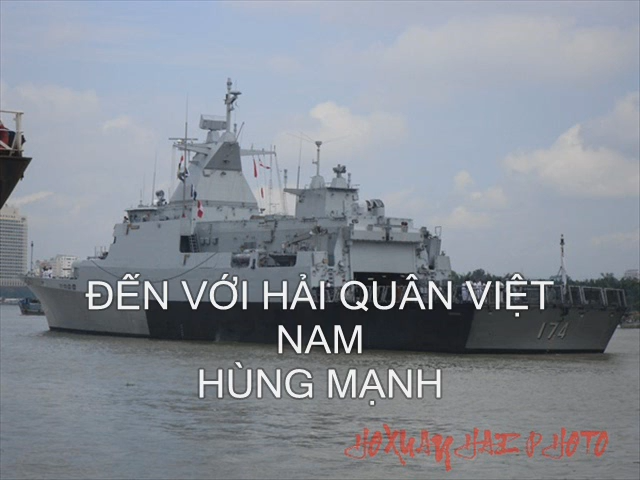 ĐẾN VỚI HẢI QUÂN VIỆT
NAM
HÙNG MẠNH
174
HOXUAN HAI PHOTO